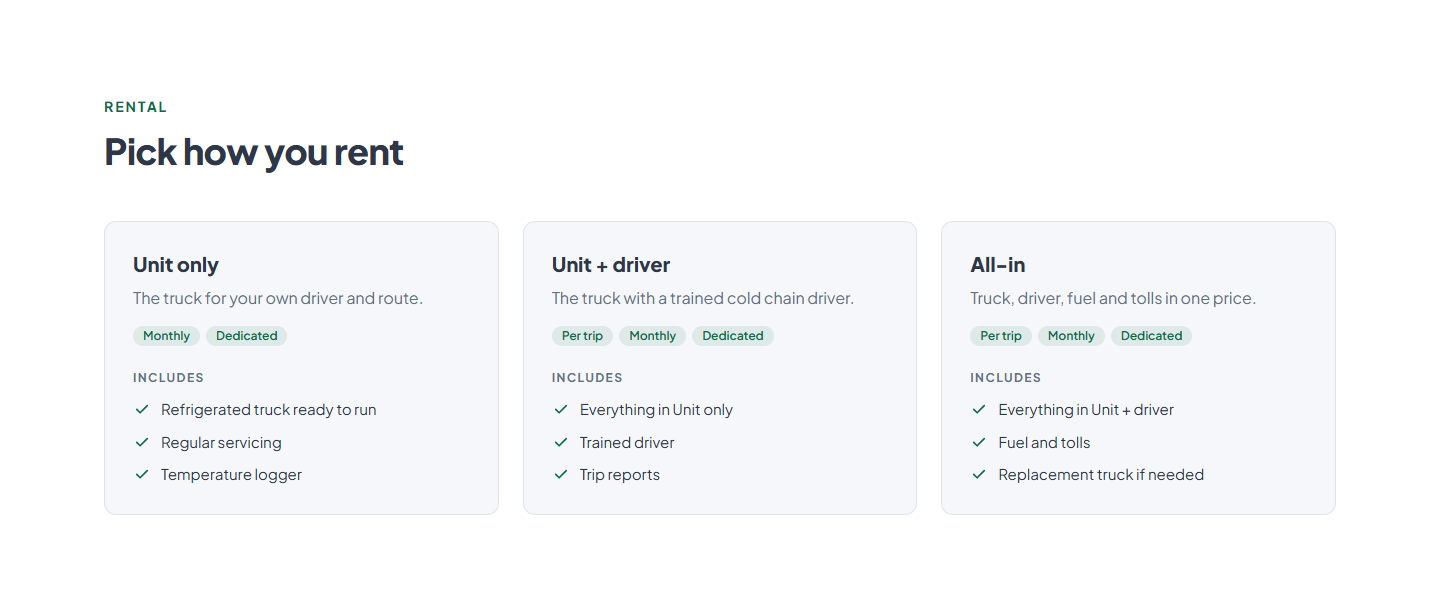 RENTAL
Pick how you rent
Unit only
The truck for your own driver and route.
Monthly Dedicated
INCLUDES
Refrigerated truck ready to run
Regular servicing
Temperature logger
Unit + driver
The truck with a trained cold chain driver.
Per trip Monthly Dedicated
INCLUDES
Everything in Unit only
Trained driver
Trip reports
All-in
Truck, driver, fuel and tolls in one price.
Per trip Monthly Dedicated
INCLUDES
Everything in Unit + driver
Fuel and tolls
Replacement truck if needed